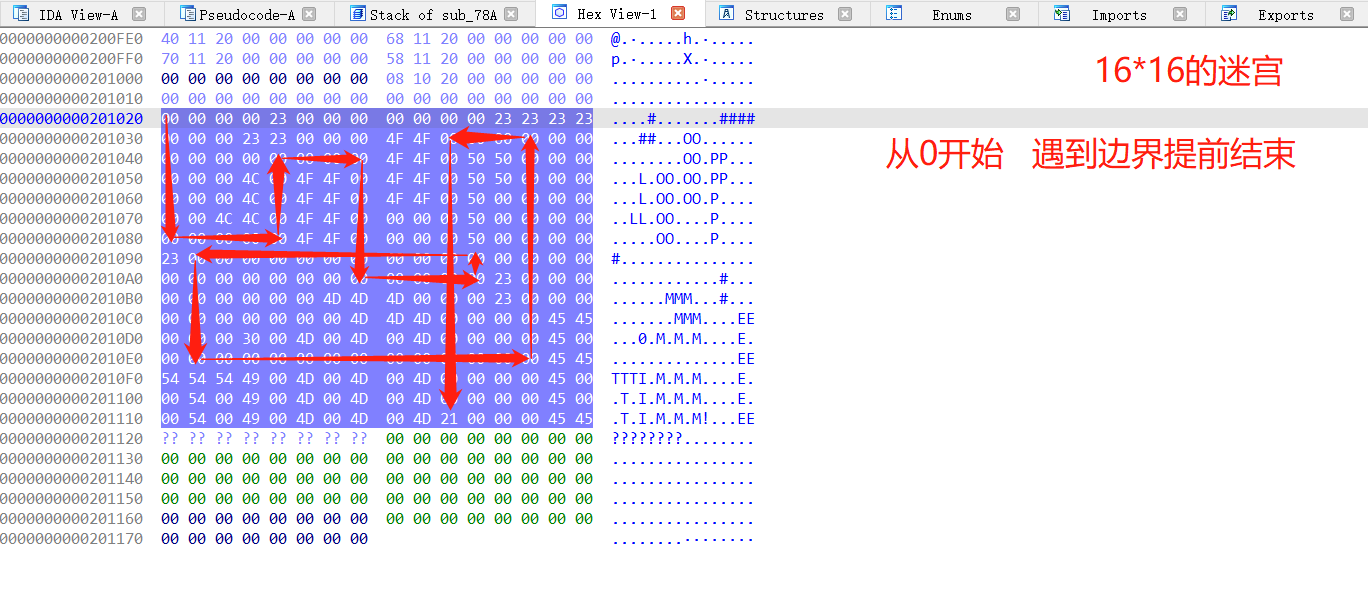 IDA View-A Pseudocode-A Stack of sub_78A Hex View-1 Structures Enums Imports Exports
0000000000200FE0 40 11 20 00 00 00 00 00 68 11 20 00 00 00 00 00 @.·.....h.·.....
0000000000200FF0 70 11 20 00 00 00 00 00 58 11 20 00 00 00 00 00 p.·.....X.·.....
0000000000201000 00 00 00 00 00 00 00 00 08 10 20 00 00 00 00 00 ..........·.....
0000000000201010 00 00 00 00 00 00 00 00 00 00 00 00 00 00 00 00 ................
0000000000201020 00 00 00 00 23 00 00 00 00 00 00 00 23 23 23 23 ....#.......####
0000000000201030 00 00 00 23 23 00 00 00 4F 4F 00 00 00 00 00 00 ...##...OO......
0000000000201040 00 00 00 00 00 00 00 00 4F 4F 00 50 50 00 00 00 ........OO.PP...
0000000000201050 00 00 00 4C 00 4F 4F 00 4F 4F 00 50 50 00 00 00 ...L.OO.OO.PP...
0000000000201060 00 00 00 4C 00 4F 4F 00 4F 4F 00 50 00 00 00 00 ...L.OO.OO.P....
0000000000201070 00 00 4C 4C 00 4F 4F 00 00 00 00 50 00 00 00 00 ..LL.OO....P....
0000000000201080 00 00 00 00 00 4F 4F 00 00 00 00 50 00 00 00 00 .....OO....P....
0000000000201090 23 00 00 00 00 00 00 00 00 00 00 00 00 00 00 00 #...............
00000000002010A0 00 00 00 00 00 00 00 00 00 00 00 00 23 00 00 00 ............#...
00000000002010B0 00 00 00 00 00 00 4D 4D 4D 00 00 00 23 00 00 00 ......MMM...#...
00000000002010C0 00 00 00 00 00 00 00 4D 4D 4D 00 00 00 00 45 45 .......MMM....EE
00000000002010D0 00 00 00 30 00 4D 00 4D 00 4D 00 00 00 00 45 00 ...0.M.M.M....E.
00000000002010E0 00 00 00 00 00 00 00 00 00 00 00 00 00 00 45 45 ..............EE
00000000002010F0 54 54 54 49 00 4D 00 4D 00 4D 00 00 00 00 45 00 TTTI.M.M.M....E.
0000000000201100 00 54 00 49 00 4D 00 4D 00 4D 00 00 00 00 45 00 .T.I.M.M.M....E.
0000000000201110 00 54 00 49 00 4D 00 4D 00 4D 21 00 00 00 45 45 .T.I.M.M.M!...EE
0000000000201120 ?? ?? ?? ?? ?? ?? ?? ?? 00 00 00 00 00 00 00 00 ????????........
0000000000201130 00 00 00 00 00 00 00 00 00 00 00 00 00 00 00 00 ................
0000000000201140 00 00 00 00 00 00 00 00 00 00 00 00 00 00 00 00 ................
0000000000201150 00 00 00 00 00 00 00 00 00 00 00 00 00 00 00 00 ................
0000000000201160 00 00 00 00 00 00 00 00 00 00 00 00 00 00 00 00 ................
0000000000201170 00 00 00 00 00 00 00 00 ................
16*16的迷宫
从0开始 遇到边界提前结束